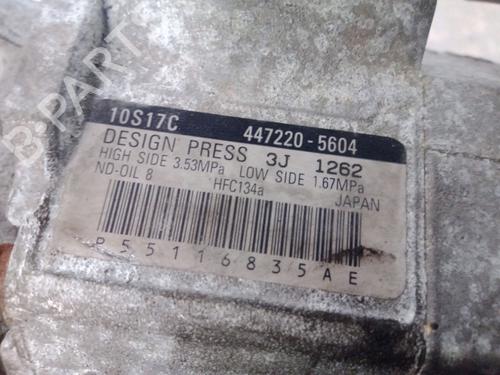 10S17C 447220-5604
DESIGN PRESS 3J 1262
HIGH SIDE 3.53MPa LOW SIDE 1.67MPa
ND-OIL 8 HFC134a JAPAN
P55116835AE
B-PARTS